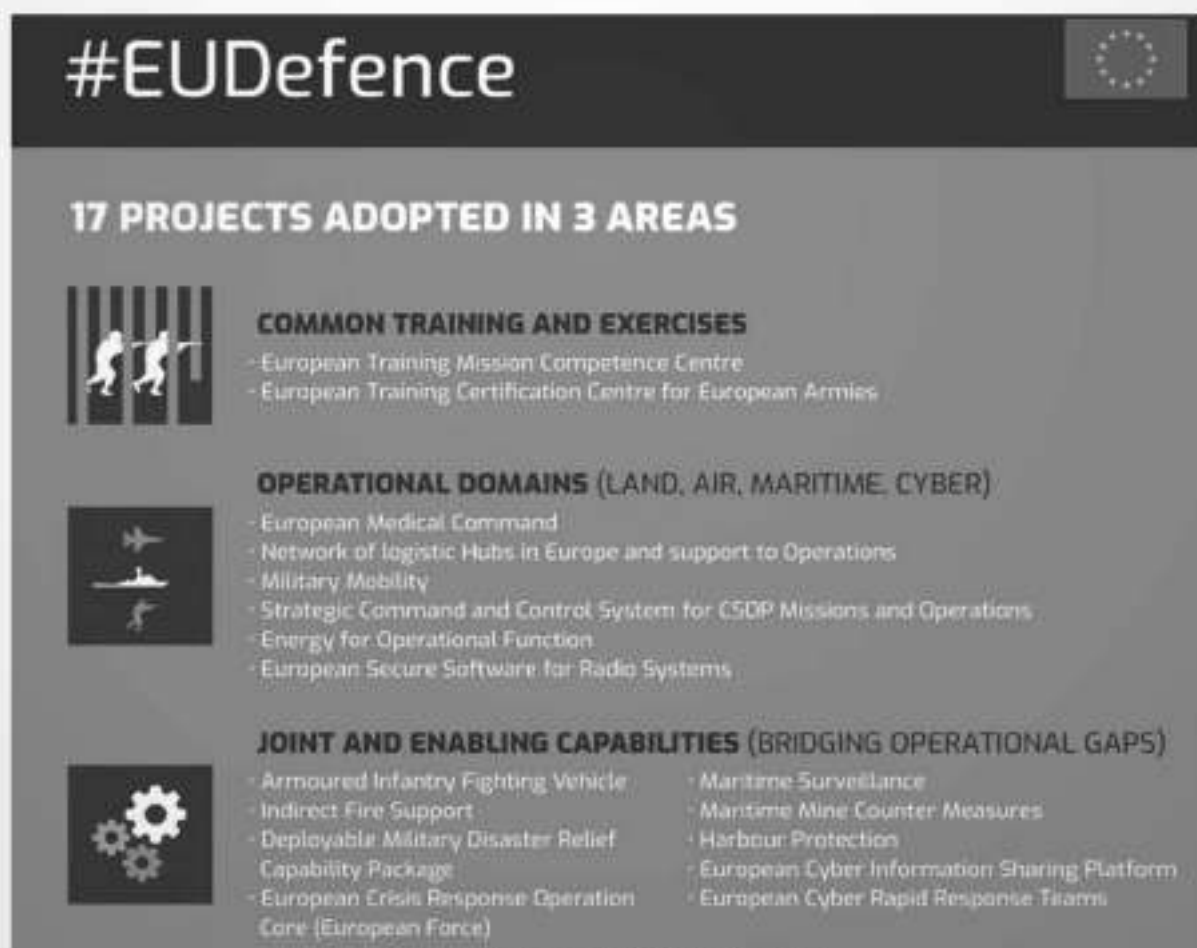 #EUDefence
17 PROJECTS ADOPTED IN 3 AREAS
COMMON TRAINING AND EXERCISES
- European Training Mission Competence Centre
- European Training Certification Centre for European Armies
OPERATIONAL DOMAINS (LAND, AIR, MARITIME, CYBER)
- European Medical Command
- Network of logistic Hubs in Europe and support to Operations
- Military Mobility
- Strategic Command and Control System for CSDP Missions and Operations
- Energy for Operational Function
- European Secure Software for Radio Systems
JOINT AND ENABLING CAPABILITIES (BRIDGING OPERATIONAL GAPS)
- Armoured Infantry Fighting Vehicle
- Indirect Fire Support
- Deployable Military Disaster Relief
Capability Package
- European Crisis Response Operation
Core (European Force)
- Maritime Surveillance
- Maritime Mine Counter Measures
- Harbour Protection
- European Cyber Information Sharing Platform
- European Cyber Rapid Response Teams